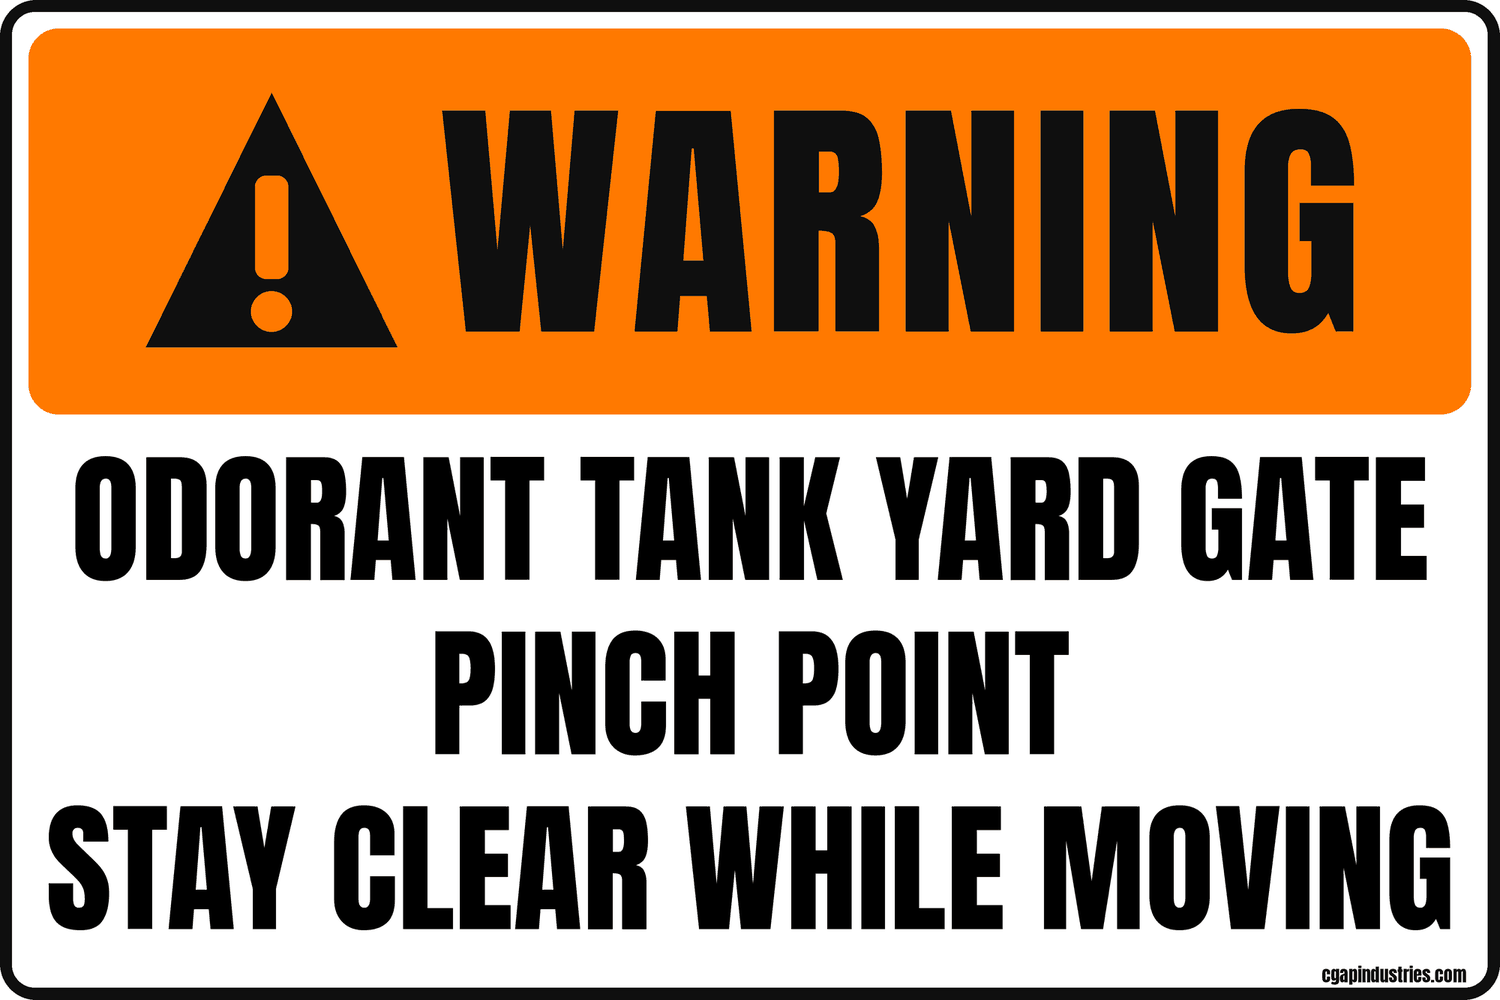 WARNING
ODORANT TANK YARD GATE
PINCH POINT
STAY CLEAR WHILE MOVING
cgapindustries.com